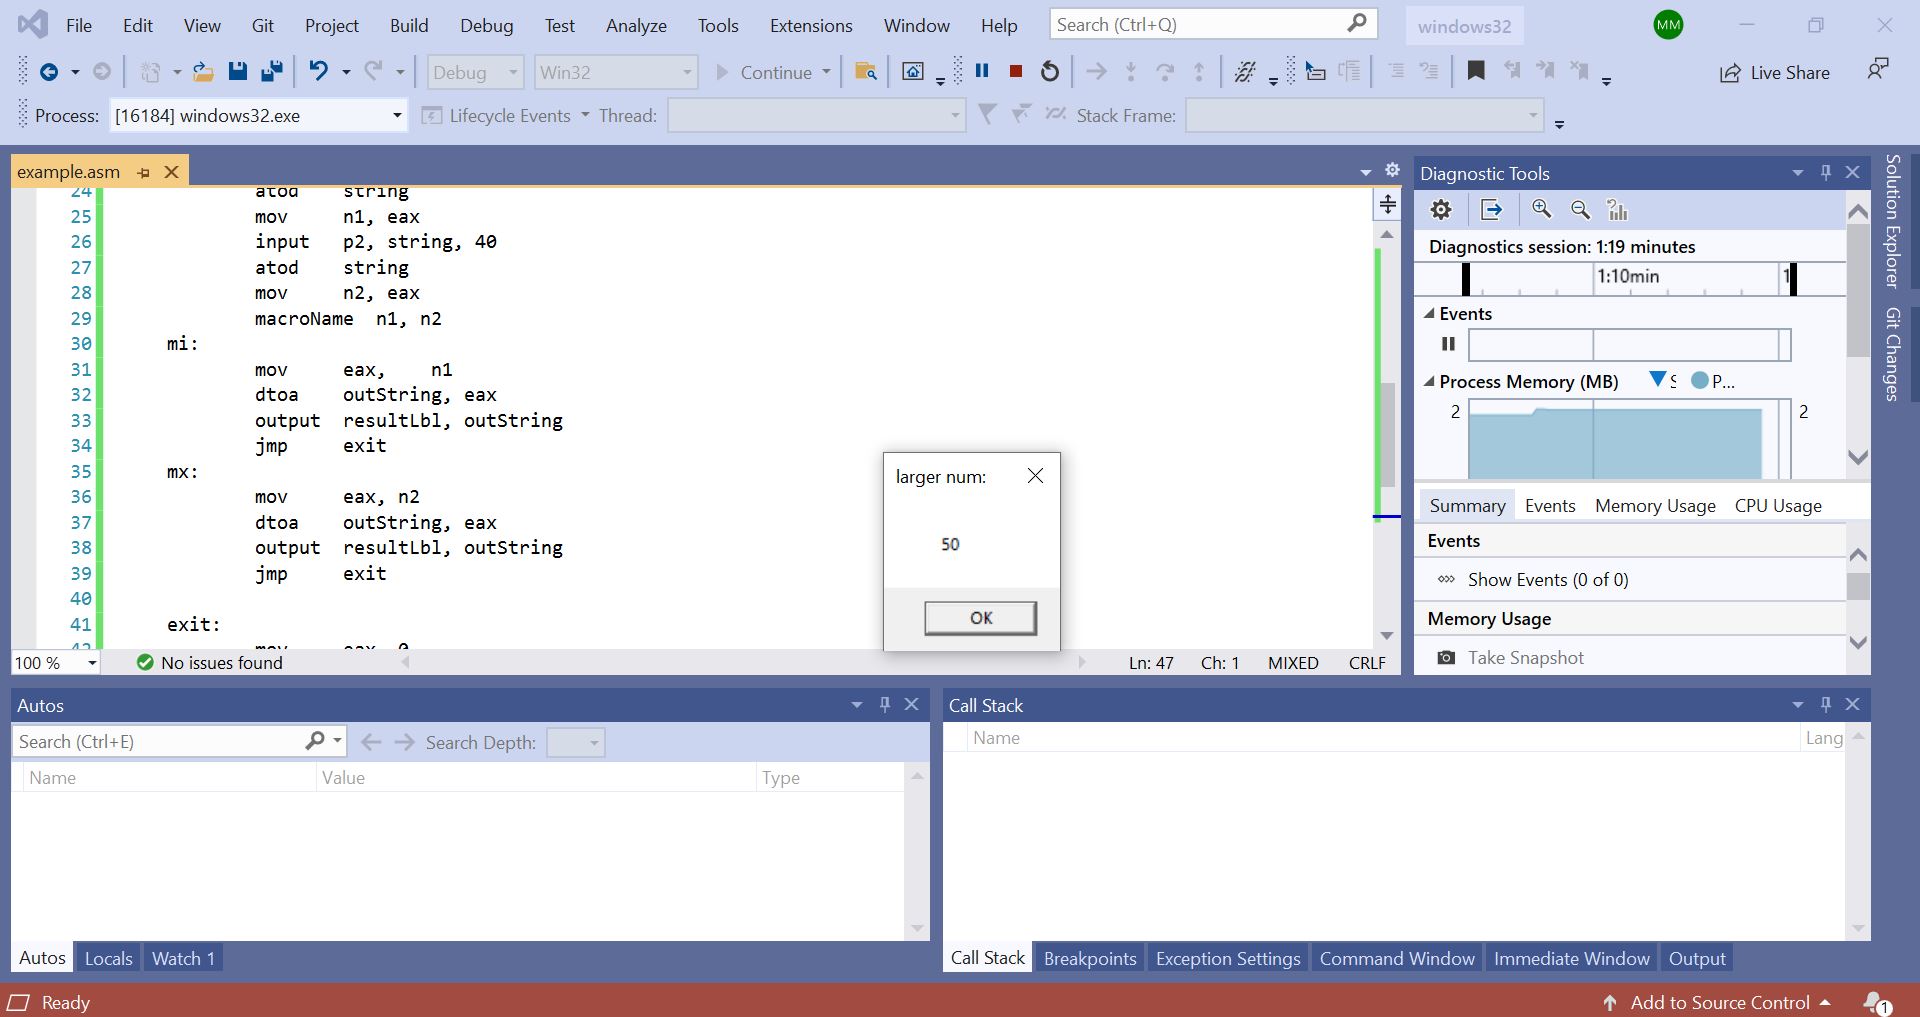 File Edit View Git Project Build Debug Test Analyze Tools Extensions Window Help Search (Ctrl+Q) windows32 MM
Debug Win32 Continue Live Share
Process: [16184] windows32.exe Lifecycle Events Thread: Stack Frame:
example.asm
24 atod string
25 mov n1, eax
26 input p2, string, 40
27 atod string
28 mov n2, eax
29 macroName n1, n2
30 mi:
31 mov eax, n1
32 dtoa outString, eax
33 output resultLbl, outString
34 jmp exit
35 mx:
36 mov eax, n2
37 dtoa outString, eax
38 output resultLbl, outString
39 jmp exit
40
41 exit:
42 mov eax, 0
100 % No issues found Ln: 47 Ch: 1 MIXED CRLF
larger num:
50
OK
Diagnostic Tools
Diagnostics session: 1:19 minutes
1:10min 1
Events
Process Memory (MB) S P...
2 2
Summary Events Memory Usage CPU Usage
Events
Show Events (0 of 0)
Memory Usage
Take Snapshot
Solution Explorer
Git Changes
Autos
Search (Ctrl+E) Search Depth:
Name Value Type
Autos Locals Watch 1
Call Stack
Name Lang
Call Stack Breakpoints Exception Settings Command Window Immediate Window Output
Ready Add to Source Control 1